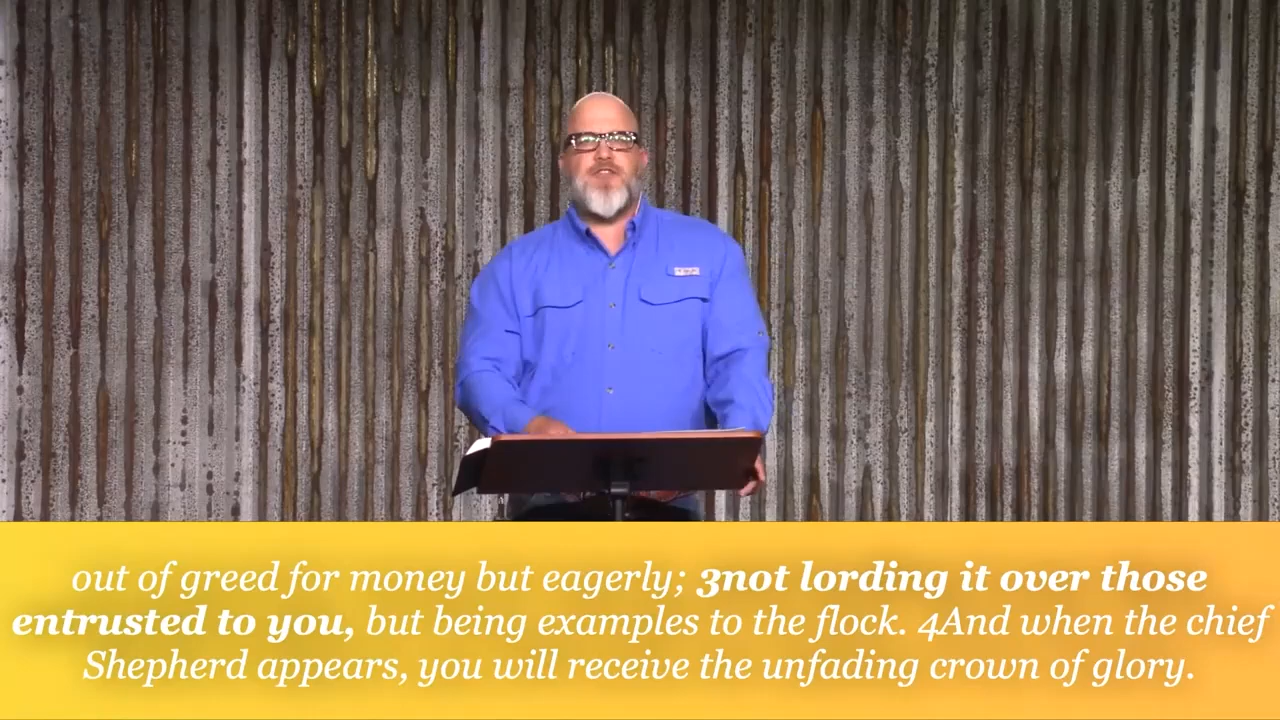 out of greed for money but eagerly; 3not lording it over those
entrusted to you, but being examples to the flock. 4And when the chief
Shepherd appears, you will receive the unfading crown of glory.